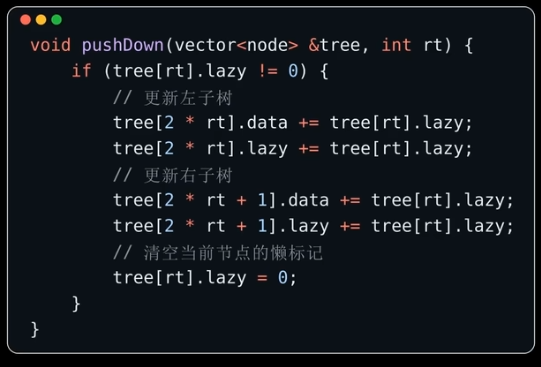 void pushDown(vector<node> &tree, int rt) {
    if (tree[rt].lazy != 0) {
        // 更新左子树
        tree[2 * rt].data += tree[rt].lazy;
        tree[2 * rt].lazy += tree[rt].lazy;
        // 更新右子树
        tree[2 * rt + 1].data += tree[rt].lazy;
        tree[2 * rt + 1].lazy += tree[rt].lazy;
        // 清空当前节点的懒标记
        tree[rt].lazy = 0;
    }
}